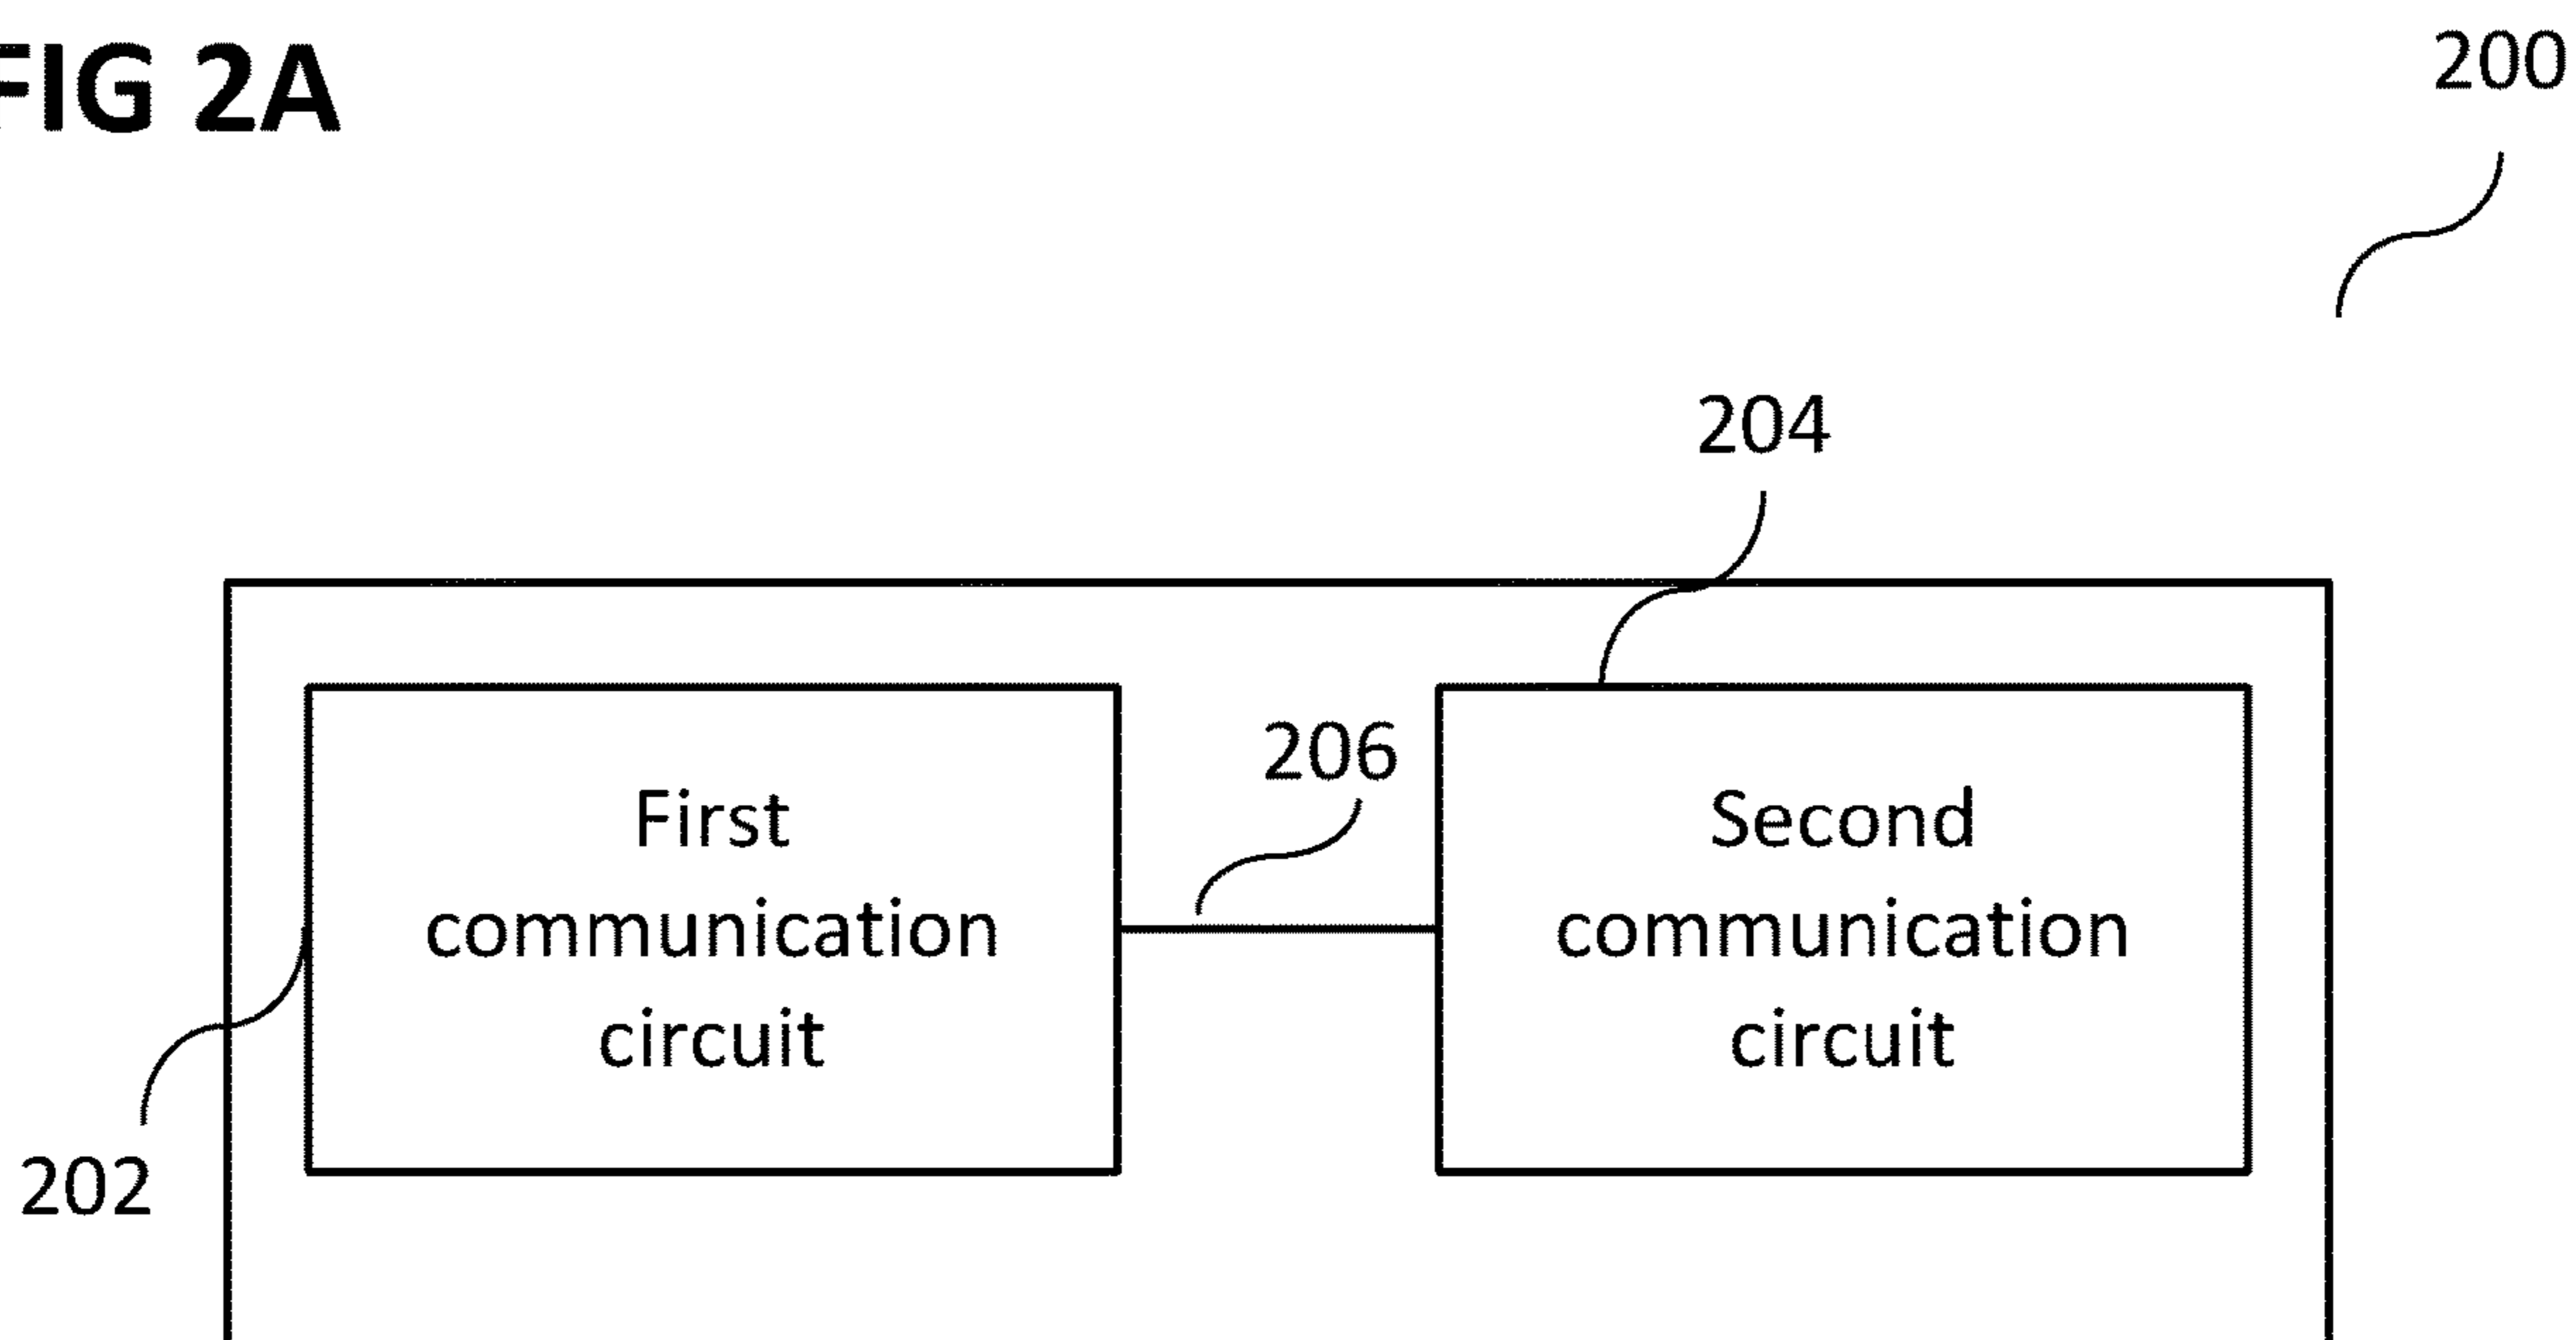 FIG 2A
200
204
206
First
communication
circuit
Second
communication
circuit
202